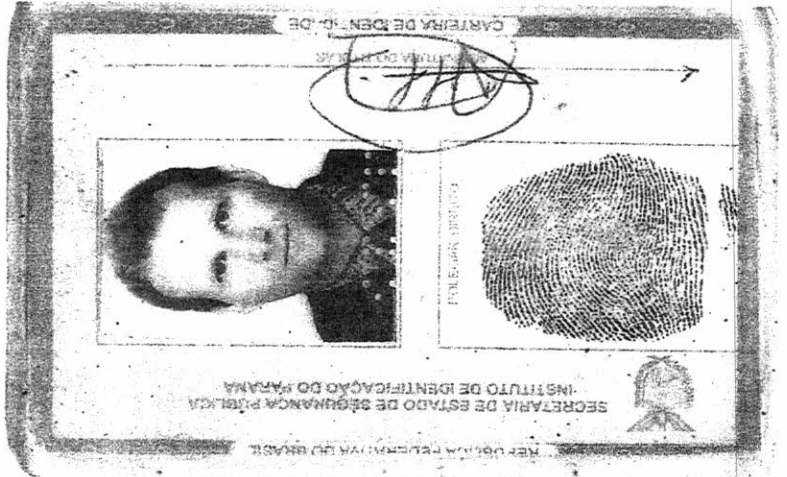 REPÚBLICA FEDERATIVA DO BRASIL
SECRETARIA DE ESTADO DE SEGURANÇA PÚBLICA
INSTITUTO DE IDENTIFICAÇÃO DO PARANÁ
POLEGAR DIREITO
ASSINATURA DO TITULAR
CARTEIRA DE IDENTIDADE